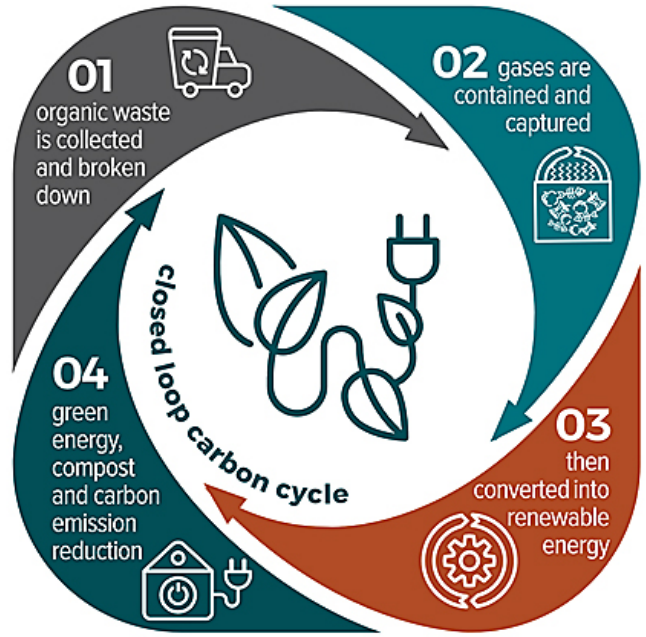 01
organic waste
is collected
and broken
down
02 gases are
contained and
captured
03
then
converted into
renewable
energy
04
green
energy,
compost
and carbon
emission
reduction
closed loop carbon cycle